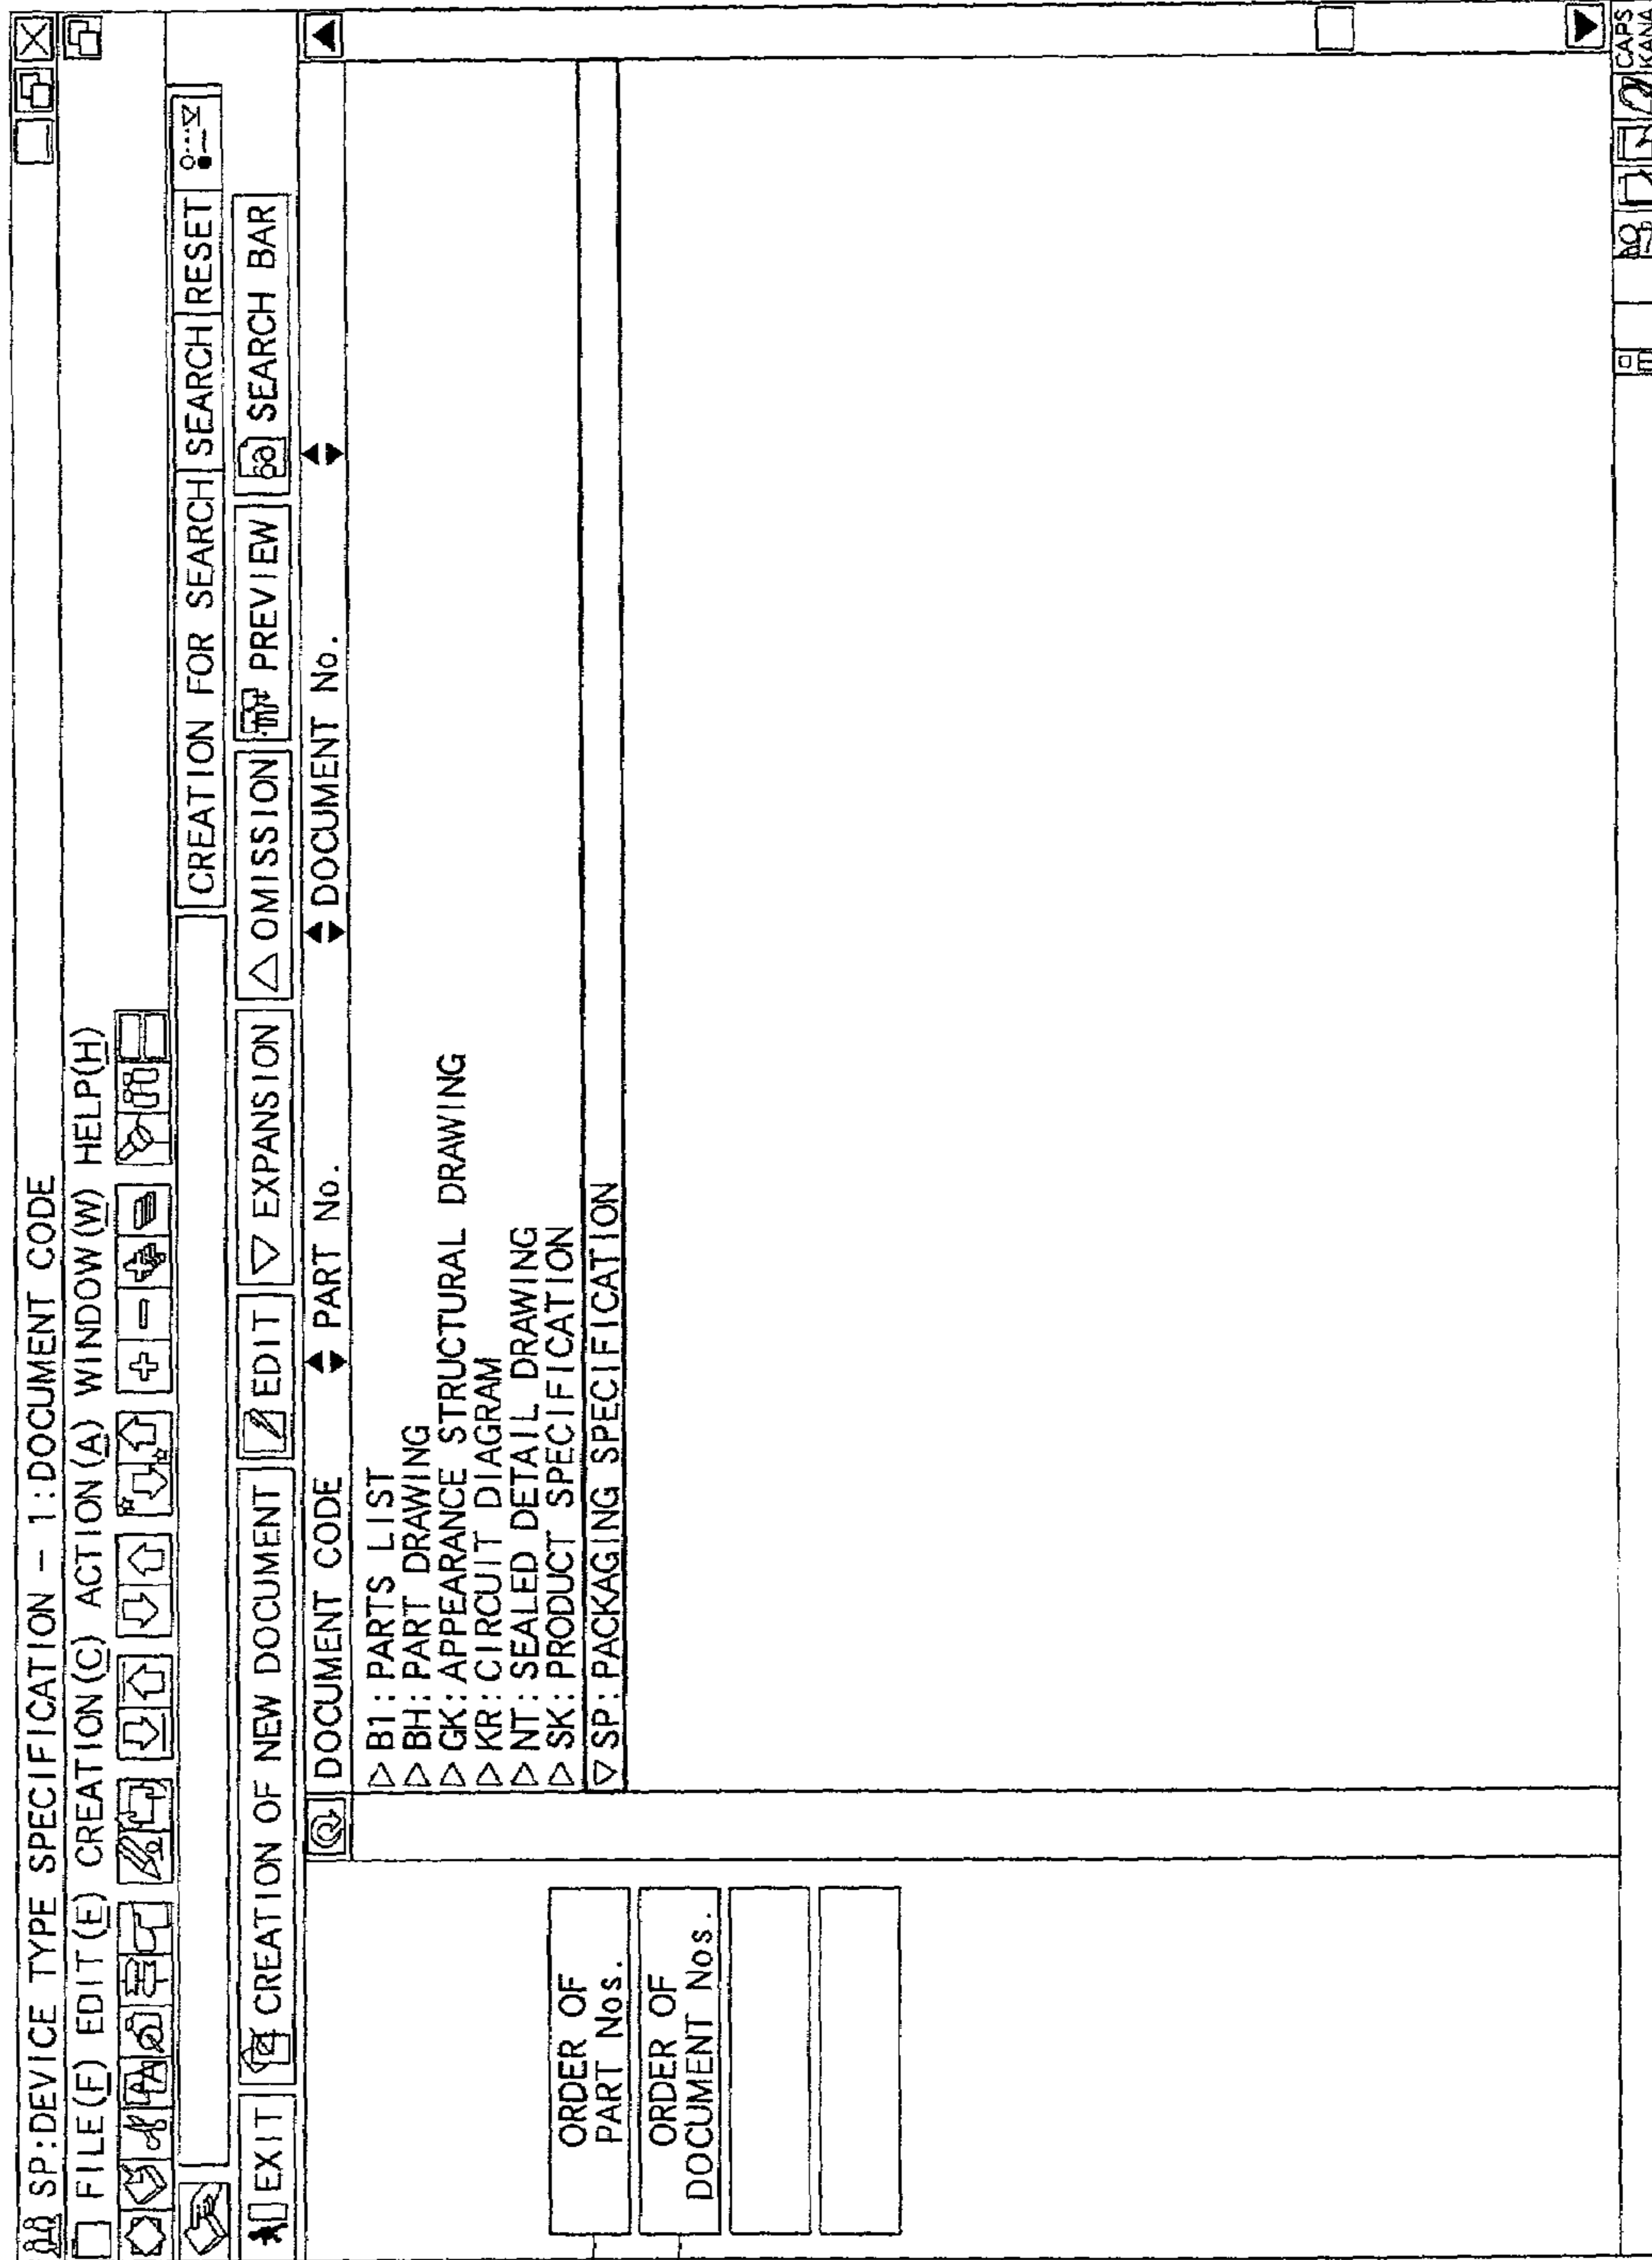 SP:DEVICE TYPE SPECIFICATION - 1:DOCUMENT CODE
FILE(F) EDIT(E) CREATION(C) ACTION(A) WINDOW(W) HELP(H)
CREATION FOR SEARCH SEARCH RESET
EXIT CREATION OF NEW DOCUMENT EDIT ▽ EXPANSION △ OMISSION PREVIEW SEARCH BAR
DOCUMENT CODE PART No. DOCUMENT No.
▷ B1:PARTS LIST
▷ BH:PART DRAWING
▷ GK:APPEARANCE STRUCTURAL DRAWING
▷ KR:CIRCUIT DIAGRAM
▷ NT:SEALED DETAIL DRAWING
▷ SK:PRODUCT SPECIFICATION
▽ SP:PACKAGING SPECIFICATION
ORDER OF
PART Nos.
ORDER OF
DOCUMENT Nos.
CAPS
KANA